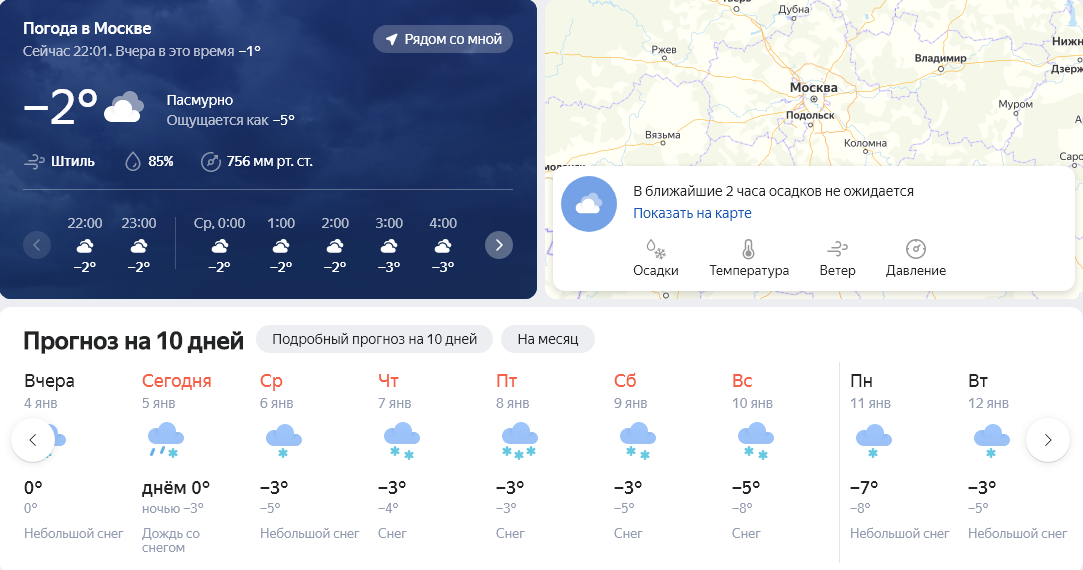 Погода в Москве
Сейчас 22:01. Вчера в это время −1°
Рядом со мной
−2°
Пасмурно
Ощущается как −5°
Штиль 85% 756 мм рт. ст.
22:00 23:00 Ср, 0:00 1:00 2:00 3:00 4:00
−2° −2° −2° −2° −2° −3° −3°
Дубна
Ржев
Владимир
Москва
Подольск
Муром
Вязьма
Коломна
В ближайшие 2 часа осадков не ожидается
Показать на карте
Осадки Температура Ветер Давление
Прогноз на 10 дней Подробный прогноз на 10 дней На месяц
Вчера Сегодня Ср Чт Пт Сб Вс Пн Вт
4 янв 5 янв 6 янв 7 янв 8 янв 9 янв 10 янв 11 янв 12 янв
0° днём 0° −3° −3° −3° −3° −5° −7° −3°
0° ночью −3° −5° −4° −3° −5° −8° −8° −5°
Небольшой снег Дождь со Небольшой снег Снег Снег Снег Снег Небольшой снег Небольшой снег
снегом